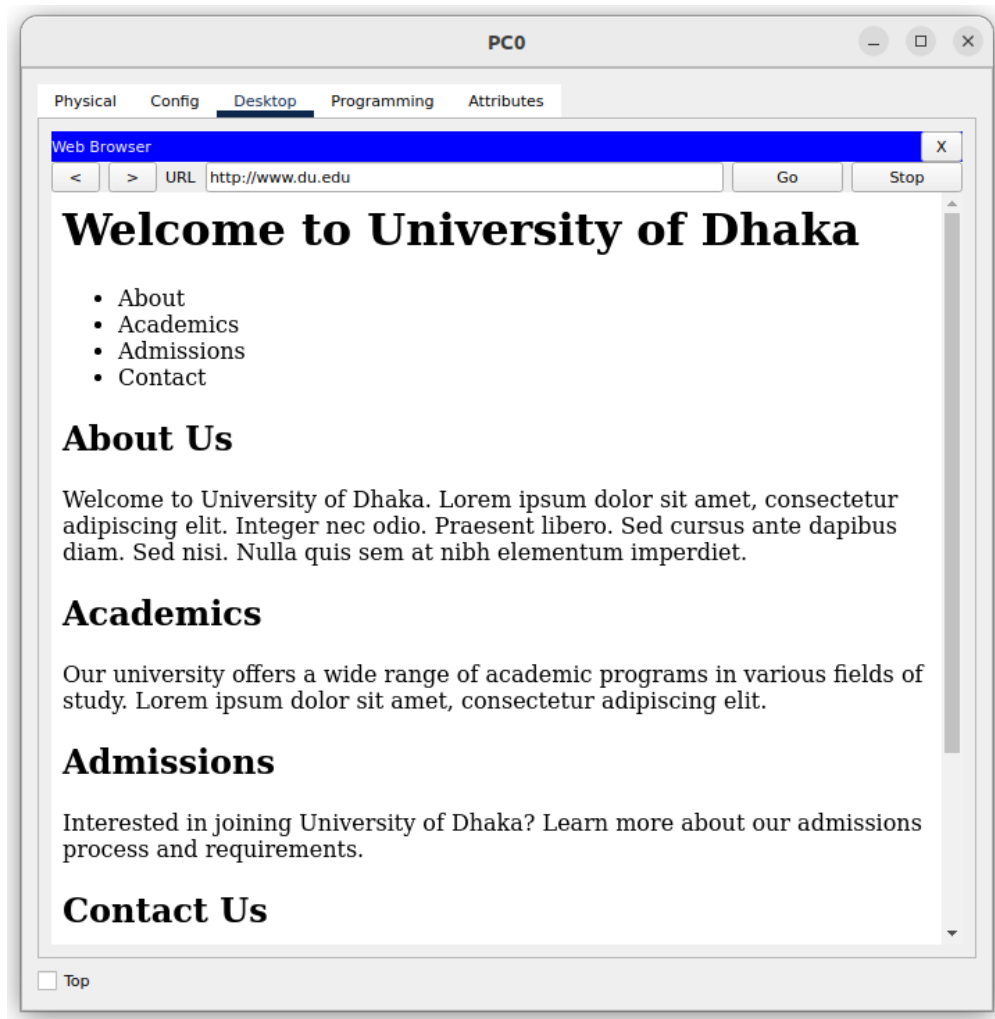 PC0
Physical Config Desktop Programming Attributes
Web Browser X
< > URL http://www.du.edu Go Stop
Welcome to University of Dhaka
• About
• Academics
• Admissions
• Contact
About Us
Welcome to University of Dhaka. Lorem ipsum dolor sit amet, consectetur
adipiscing elit. Integer nec odio. Praesent libero. Sed cursus ante dapibus
diam. Sed nisi. Nulla quis sem at nibh elementum imperdiet.
Academics
Our university offers a wide range of academic programs in various fields of
study. Lorem ipsum dolor sit amet, consectetur adipiscing elit.
Admissions
Interested in joining University of Dhaka? Learn more about our admissions
process and requirements.
Contact Us
Top